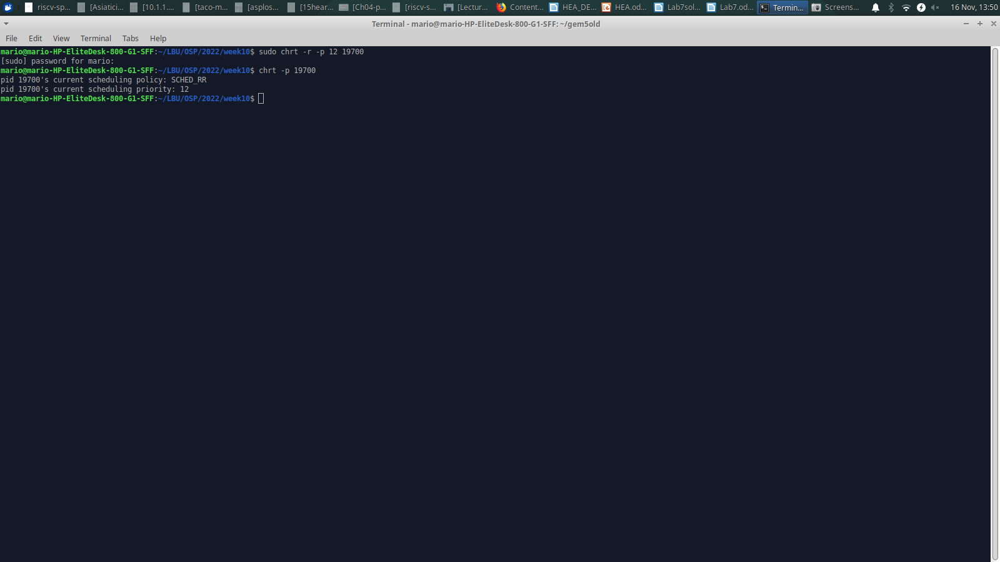 riscv-sp... [Asiatici... [10.1.1.... [taco-m... [asplos... [15hear... [Ch04-p... [riscv-s... [Lectur... Content... HEA_DE... HEA.od... Lab7sol... Lab7.od... Termin... Screens... 16 Nov, 13:50
Terminal - mario@mario-HP-EliteDesk-800-G1-SFF: ~/gem5old
File Edit View Terminal Tabs Help
mario@mario-HP-EliteDesk-800-G1-SFF:~/LBU/OSP/2022/week10$ sudo chrt -r -p 12 19700
[sudo] password for mario:
mario@mario-HP-EliteDesk-800-G1-SFF:~/LBU/OSP/2022/week10$ chrt -p 19700
pid 19700's current scheduling policy: SCHED_RR
pid 19700's current scheduling priority: 12
mario@mario-HP-EliteDesk-800-G1-SFF:~/LBU/OSP/2022/week10$